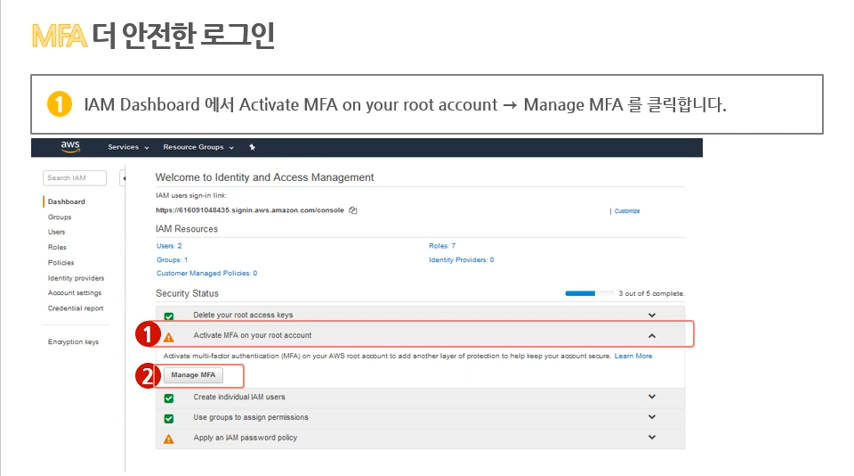 MFA 더 안전한 로그인
1 IAM Dashboard 에서 Activate MFA on your root account → Manage MFA 를 클릭합니다.
aws Services Resource Groups
Search IAM
Dashboard
Groups
Users
Roles
Policies
Identity providers
Account settings
Credential report
Encryption keys
Welcome to Identity and Access Management
IAM users sign-in link:
https://616091048435.signin.aws.amazon.com/console | Customize
IAM Resources
Users: 2 Roles: 7
Groups: 1 Identity Providers: 0
Customer Managed Policies: 0
Security Status 3 out of 5 complete.
Delete your root access keys
1 Activate MFA on your root account
Activate multi-factor authentication (MFA) on your AWS root account to add another layer of protection to help keep your account secure. Learn More
2 Manage MFA
Create individual IAM users
Use groups to assign permissions
Apply an IAM password policy